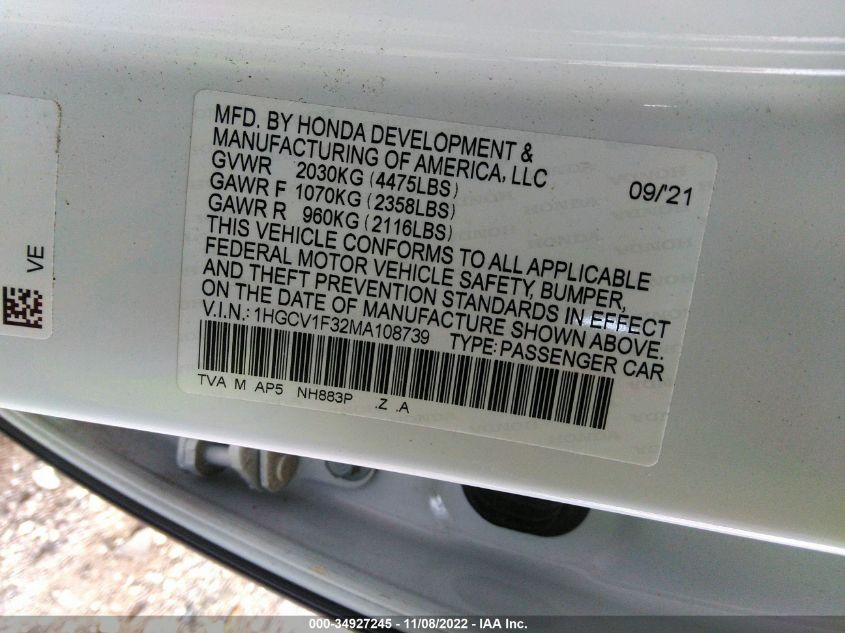 MFD. BY HONDA DEVELOPMENT &
MANUFACTURING OF AMERICA, LLC
GVWR 2030KG (4475LBS) 09/'21
GAWR F 1070KG (2358LBS)
GAWR R 960KG (2116LBS)
THIS VEHICLE CONFORMS TO ALL APPLICABLE
FEDERAL MOTOR VEHICLE SAFETY, BUMPER,
AND THEFT PREVENTION STANDARDS IN EFFECT
ON THE DATE OF MANUFACTURE SHOWN ABOVE.
V.I.N.: 1HGCV1F32MA108739 TYPE: PASSENGER CAR
TVA M AP5 NH883P .Z .A
VE
000-34927245 - 11/08/2022 - IAA Inc.